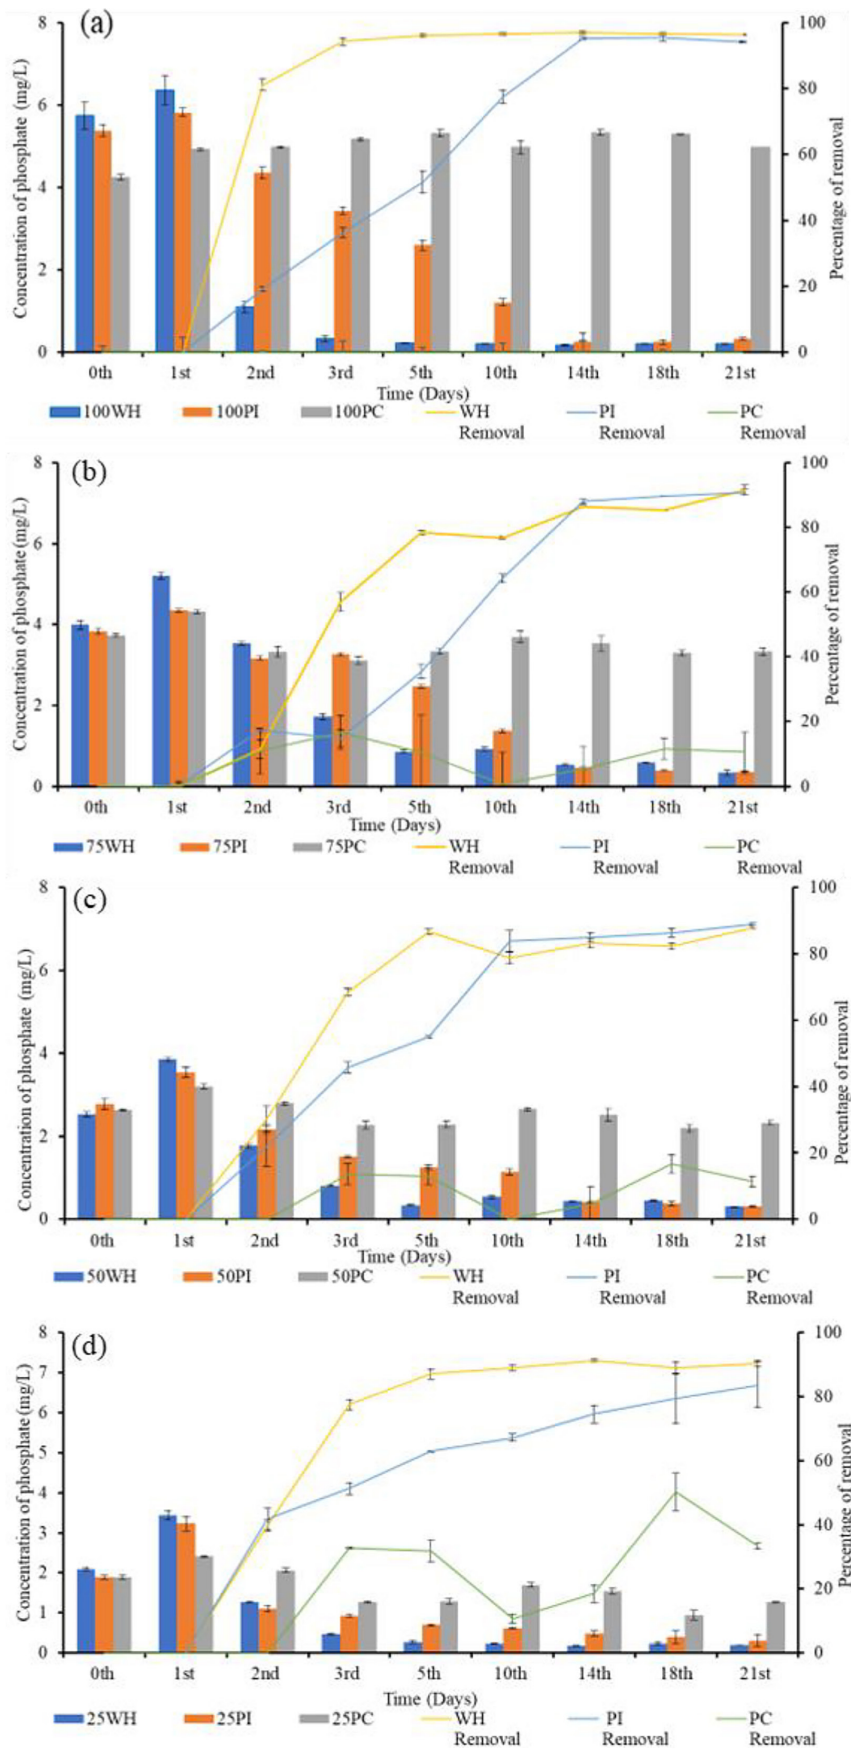 (a)
Concentration of phosphate (mg/L)
Percentage of removal
8
6
4
2
0
100
80
60
40
20
0
0th 1st 2nd 3rd 5th 10th 14th 18th 21st
Time (Days)
100WH 100PI 100PC WH Removal PI Removal PC Removal
(b)
Concentration of phosphate (mg/L)
Percentage of removal
8
6
4
2
0
100
80
60
40
20
0
0th 1st 2nd 3rd 5th 10th 14th 18th 21st
Time (Days)
75WH 75PI 75PC WH Removal PI Removal PC Removal
(c)
Concentration of phosphate (mg/L)
Percentage of removal
8
6
4
2
0
100
80
60
40
20
0
0th 1st 2nd 3rd 5th 10th 14th 18th 21st
Time (Days)
50WH 50PI 50PC WH Removal PI Removal PC Removal
(d)
Concentration of phosphate (mg/L)
Percentage of removal
8
7
6
5
4
3
2
1
0
100
80
60
40
20
0
0th 1st 2nd 3rd 5th 10th 14th 18th 21st
Time (Days)
25WH 25PI 25PC WH Removal PI Removal PC Removal